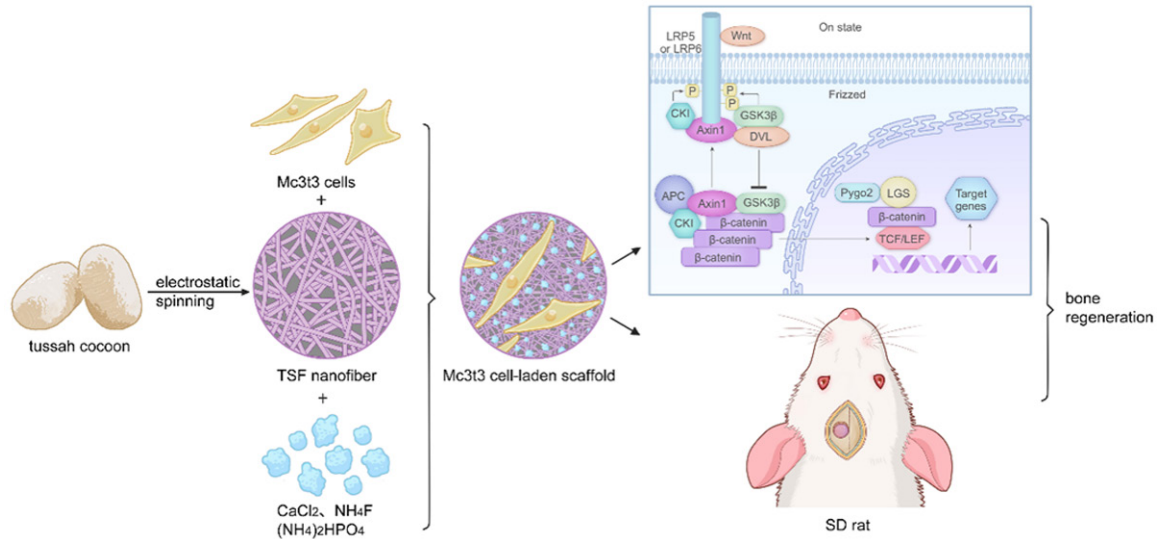 tussah cocoon
electrostatic
spinning
Mc3t3 cells
+
TSF nanofiber
+
CaCl2、NH4F
(NH4)2HPO4
Mc3t3 cell-laden scaffold
On state
LRP5
or LRP6
Wnt
Frizzed
P
P
P
CKI
GSK3β
Axin1
DVL
APC
Axin1
GSK3β
CKI
β-catenin
β-catenin
β-catenin
Pygo2
LGS
β-catenin
TCF/LEF
Target
genes
SD rat
bone
regeneration